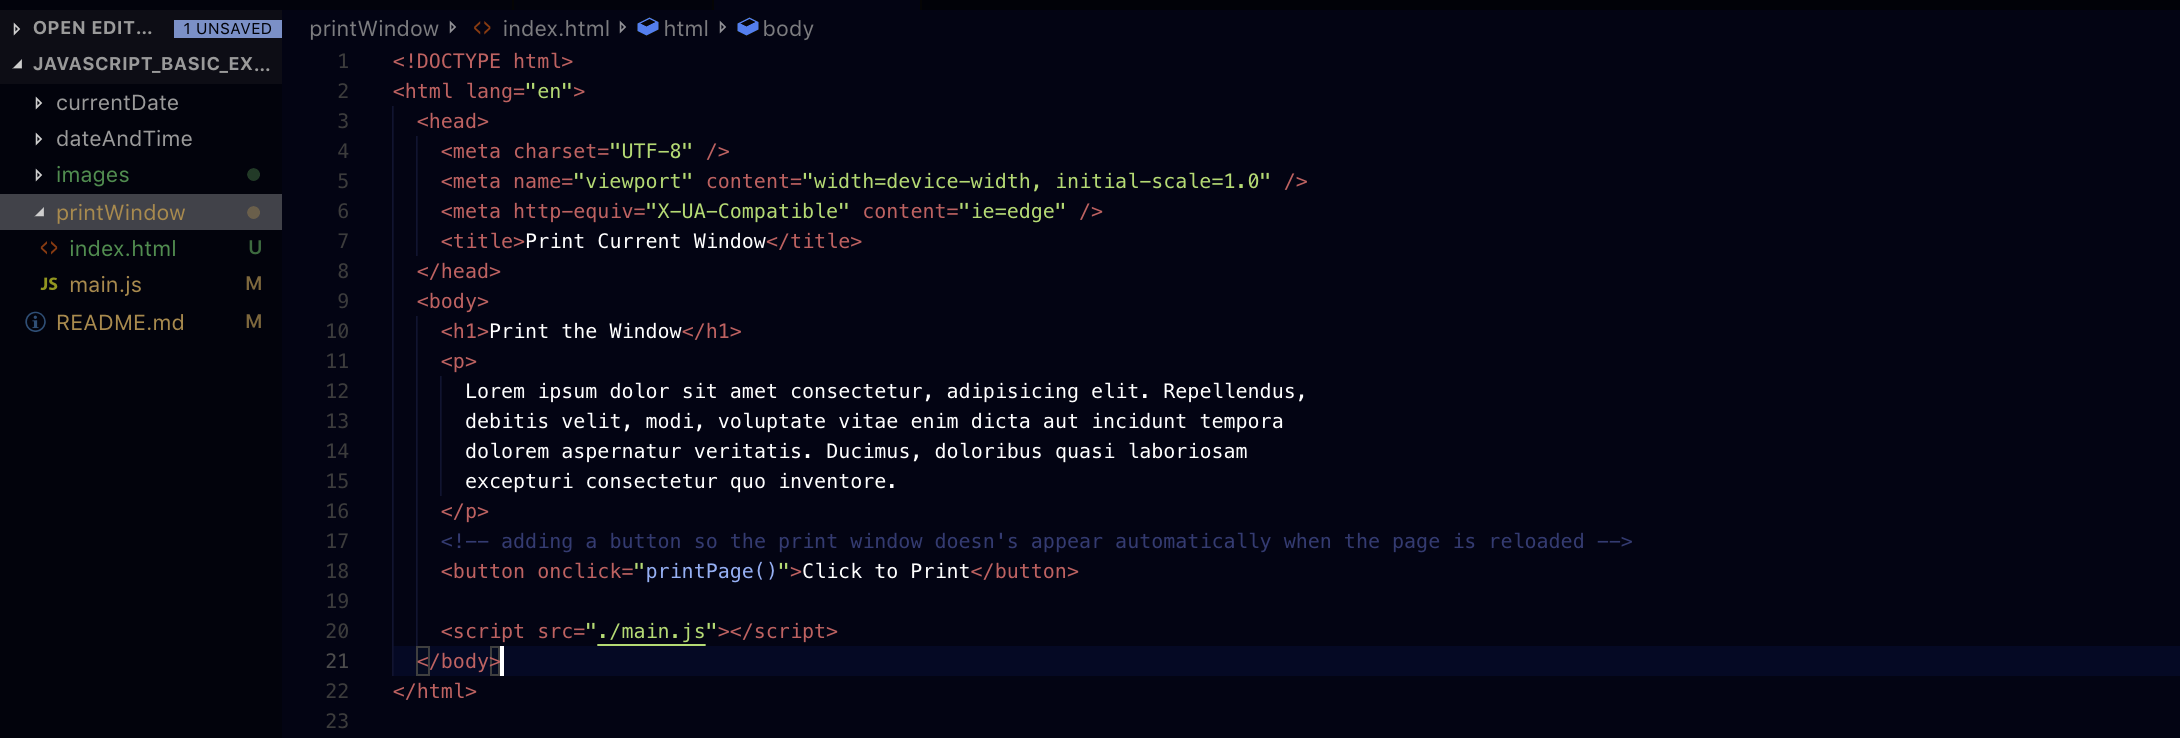 OPEN EDIT... 1 UNSAVED
JAVASCRIPT_BASIC_EX...
currentDate
dateAndTime
images
printWindow
<> index.html U
JS main.js M
README.md M
printWindow <> index.html html body
1 <!DOCTYPE html>
2 <html lang="en">
3 <head>
4 <meta charset="UTF-8" />
5 <meta name="viewport" content="width=device-width, initial-scale=1.0" />
6 <meta http-equiv="X-UA-Compatible" content="ie=edge" />
7 <title>Print Current Window</title>
8 </head>
9 <body>
10 <h1>Print the Window</h1>
11 <p>
12 Lorem ipsum dolor sit amet consectetur, adipisicing elit. Repellendus,
13 debitis velit, modi, voluptate vitae enim dicta aut incidunt tempora
14 dolorem aspernatur veritatis. Ducimus, doloribus quasi laboriosam
15 excepturi consectetur quo inventore.
16 </p>
17 <!-- adding a button so the print window doesn's appear automatically when the page is reloaded -->
18 <button onclick="printPage()">Click to Print</button>
19
20 <script src="./main.js"></script>
21 </body>
22 </html>
23